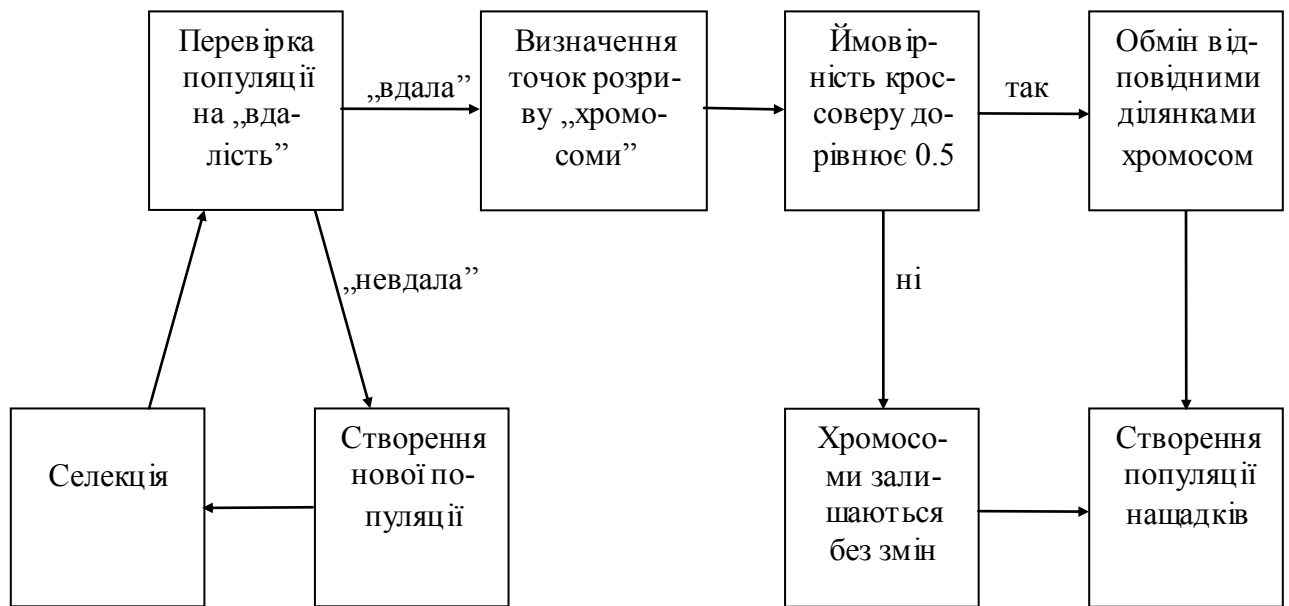 Перевірка
популяції
на „вда-
лість”
„вдала”
Визначення
точок розри-
ву „хромо-
соми”
Ймовір-
ність крос-
соверу до-
рівнює 0.5
так
Обмін від-
повідними
ділянками
хромосом
„невдала”
ні
Селекція
Створення
нової по-
пуляції
Хромосо-
ми зали-
шаються
без змін
Створення
популяції
нащадків